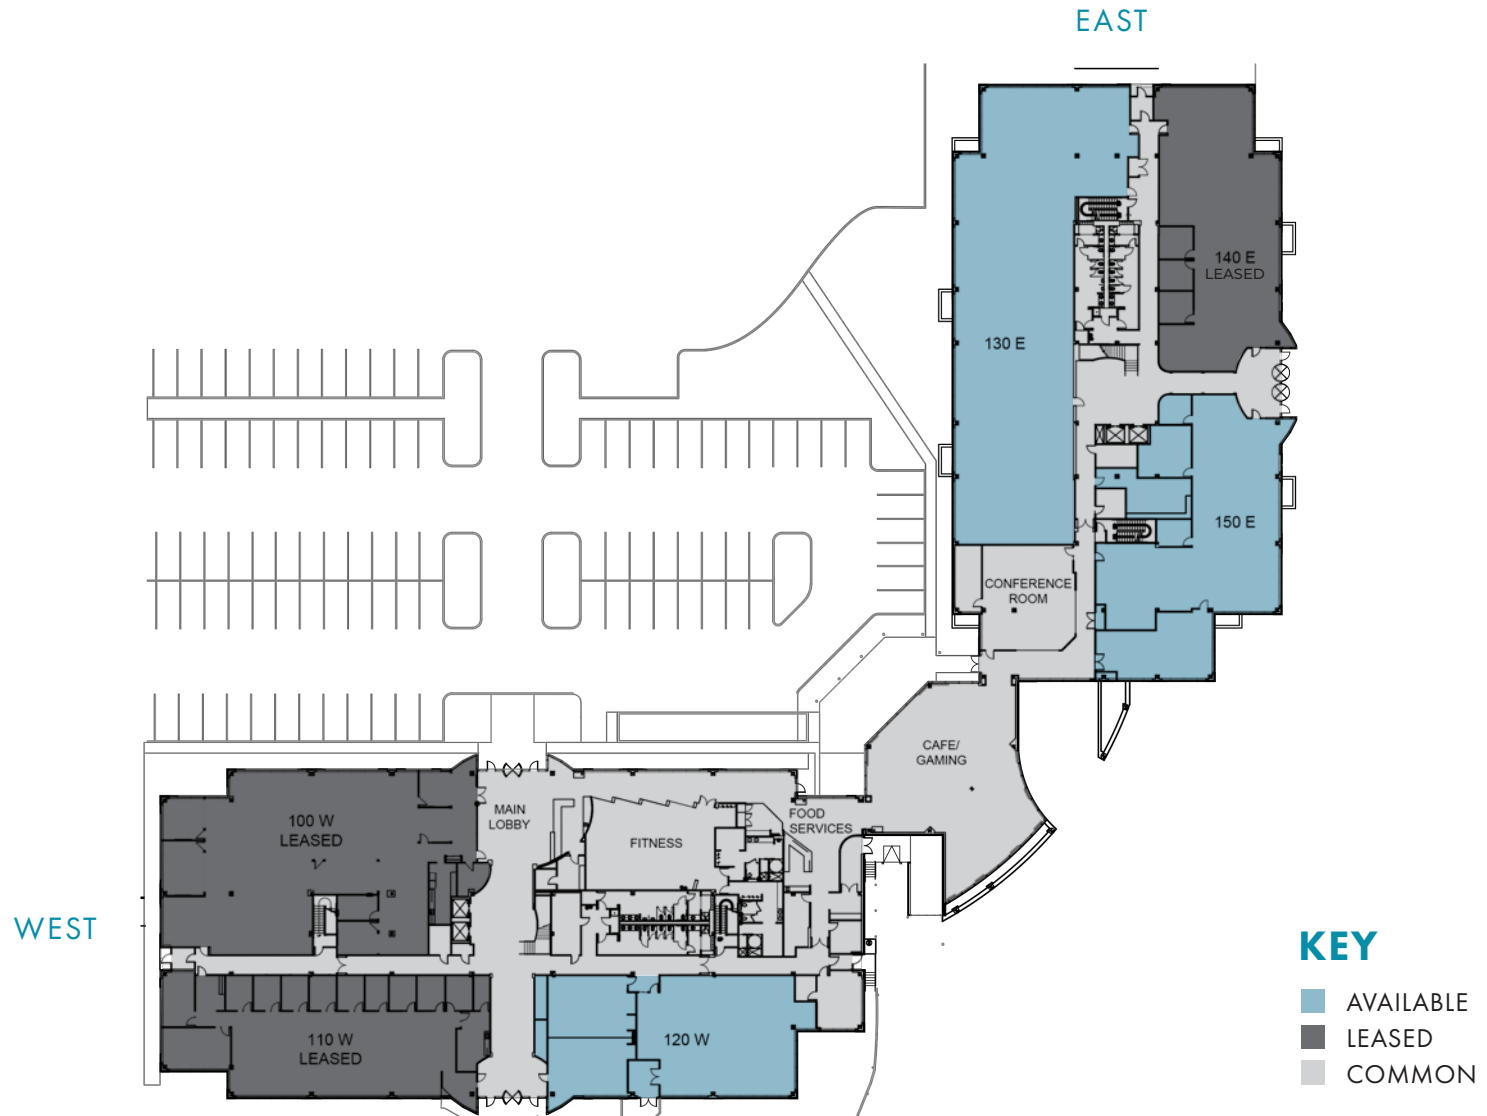 EAST
140 E
LEASED
130 E
150 E
CONFERENCE
ROOM
CAFE/
GAMING
MAIN
LOBBY
FOOD
SERVICES
100 W
LEASED
FITNESS
WEST
110 W
LEASED
120 W
KEY
AVAILABLE
LEASED
COMMON